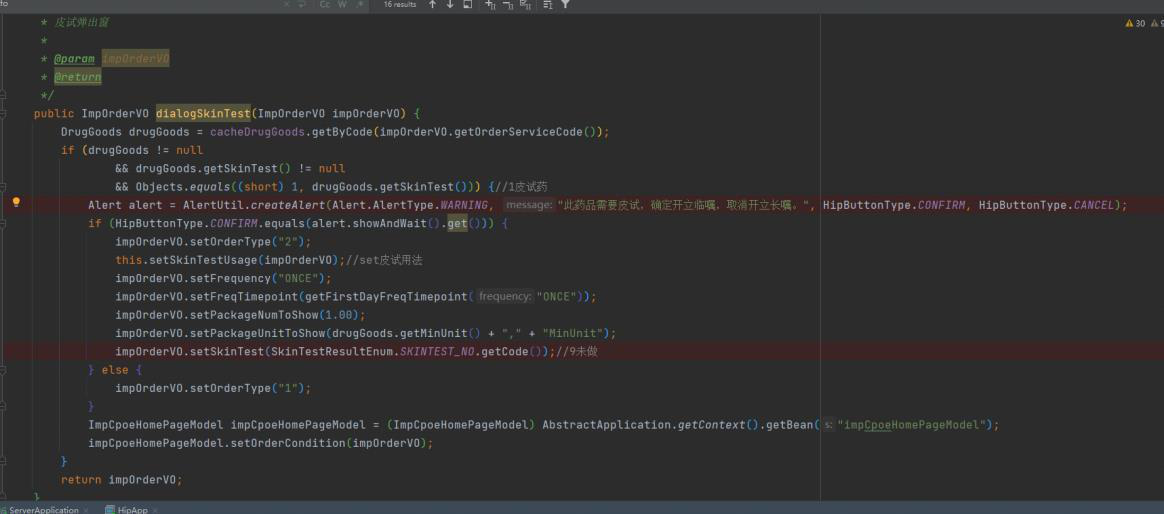 fo
Cc W .* 16 results
* 皮试弹出窗
*
* @param impOrderVO
* @return
*/
30
9
public ImpOrderVO dialogSkinTest(ImpOrderVO impOrderVO) {
DrugGoods drugGoods = cacheDrugGoods.getByCode(impOrderVO.getOrderServiceCode());
if (drugGoods != null
&& drugGoods.getSkinTest() != null
&& Objects.equals((short) 1, drugGoods.getSkinTest())) {//1皮试药
Alert alert = AlertUtil.createAlert(Alert.AlertType.WARNING, message: "此药品需要皮试，确定开立临嘱，取消开立长嘱。", HipButtonType.CONFIRM, HipButtonType.CANCEL);
if (HipButtonType.CONFIRM.equals(alert.showAndWait().get())) {
impOrderVO.setOrderType("2");
this.setSkinTestUsage(impOrderVO);//set皮试用法
impOrderVO.setFrequency("ONCE");
impOrderVO.setFreqTimepoint(getFirstDayFreqTimepoint( frequency: "ONCE"));
impOrderVO.setPackageNumToShow(1.00);
impOrderVO.setPackageUnitToShow(drugGoods.getMinUnit() + "," + "MinUnit");
impOrderVO.setSkinTest(SkinTestResultEnum.SKINTEST_NO.getCode());//9未做
} else {
impOrderVO.setOrderType("1");
}
ImpCpoeHomePageModel impCpoeHomePageModel = (ImpCpoeHomePageModel) AbstractApplication.getContext().getBean( s: "impCpoeHomePageModel");
impCpoeHomePageModel.setOrderCondition(impOrderVO);
}
return impOrderVO;
}
ServerApplication × HipApp ×